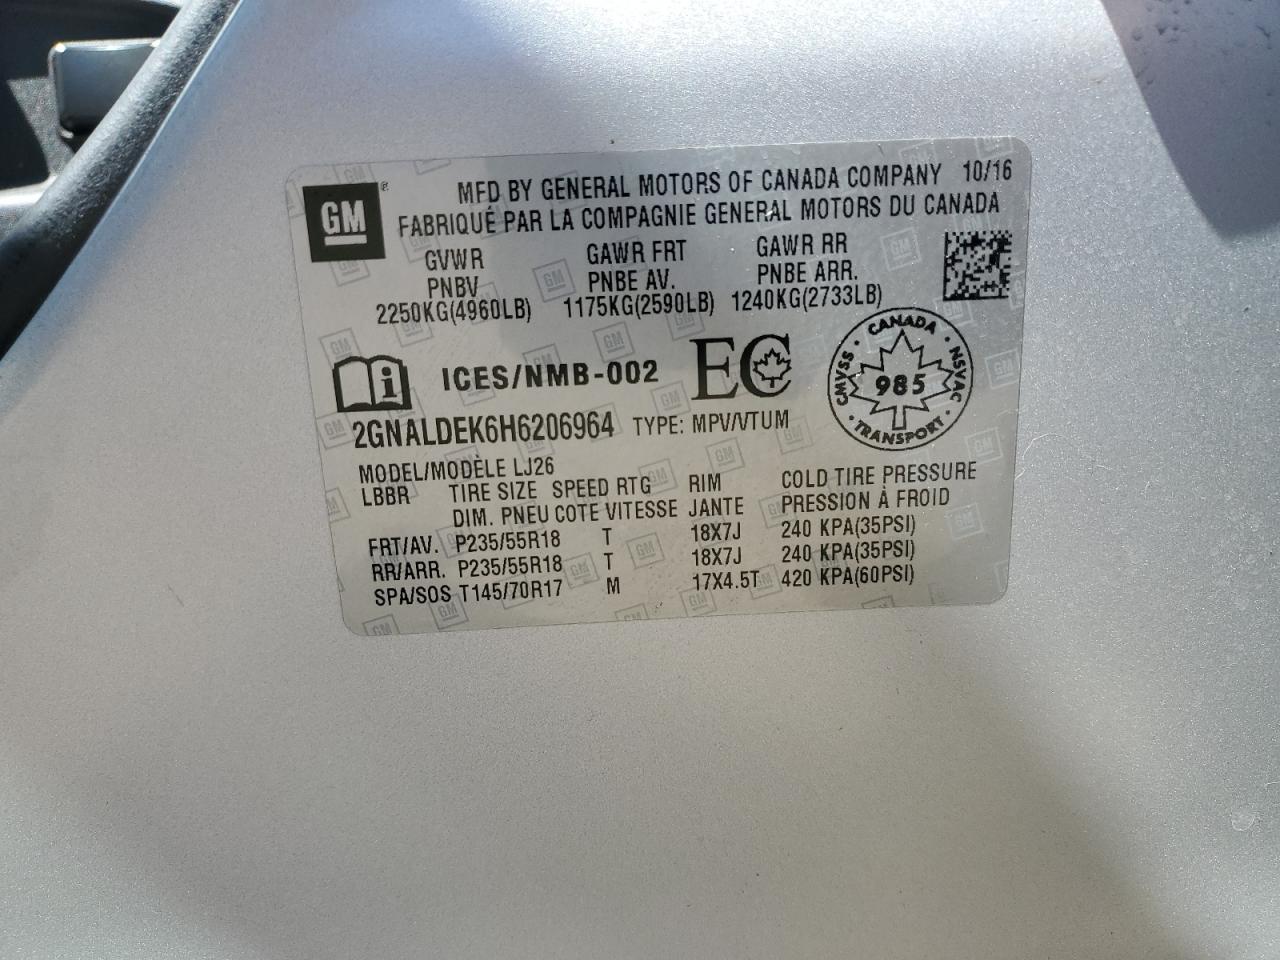 GM ®
MFD BY GENERAL MOTORS OF CANADA COMPANY 10/16
FABRIQUÉ PAR LA COMPAGNIE GENERAL MOTORS DU CANADA
GVWR GAWR FRT GAWR RR
PNBV PNBE AV. PNBE ARR.
2250KG(4960LB) 1175KG(2590LB) 1240KG(2733LB)
i ICES/NMB-002 EC
CANADA · NSVAC · TRANSPORT · CMVSS ·
985
2GNALDEK6H6206964 TYPE: MPV/VTUM
MODEL/MODÈLE LJ26
LBBR TIRE SIZE SPEED RTG RIM COLD TIRE PRESSURE
DIM. PNEU COTE VITESSE JANTE PRESSION À FROID
FRT/AV. P235/55R18 T 18X7J 240 KPA(35PSI)
RR/ARR. P235/55R18 T 18X7J 240 KPA(35PSI)
SPA/SOS T145/70R17 M 17X4.5T 420 KPA(60PSI)